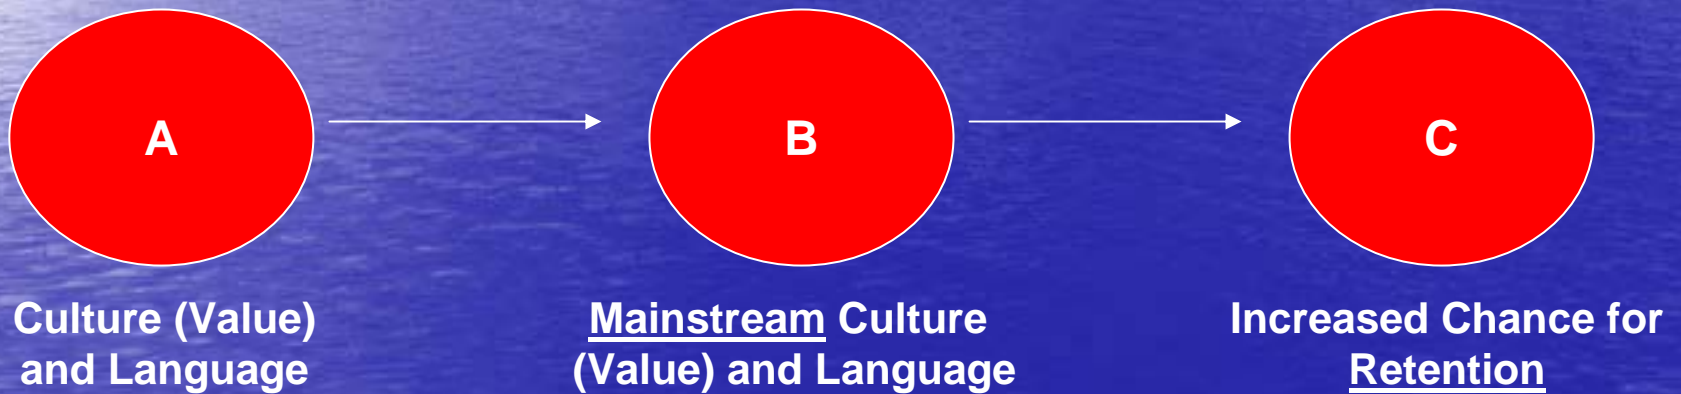 A
B
C
Culture (Value)
and Language
Mainstream Culture
(Value) and Language
Increased Chance for
Retention